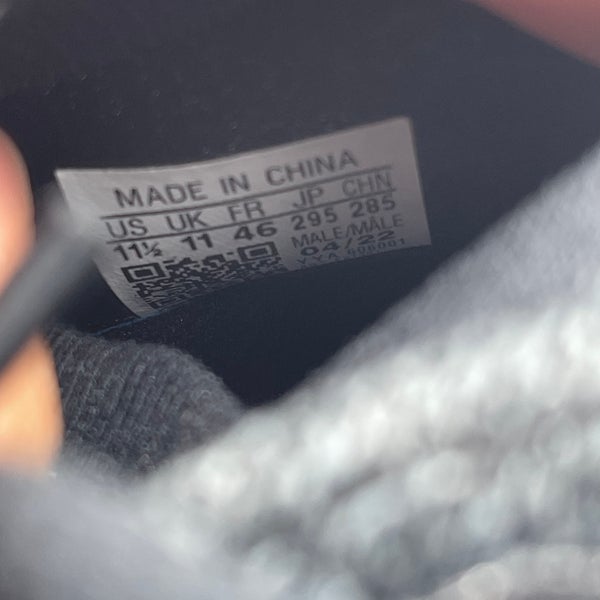 MADE IN CHINA
US UK FR JP CHN
11½ 11 46 295 285
MALE/MÂLE
04/22